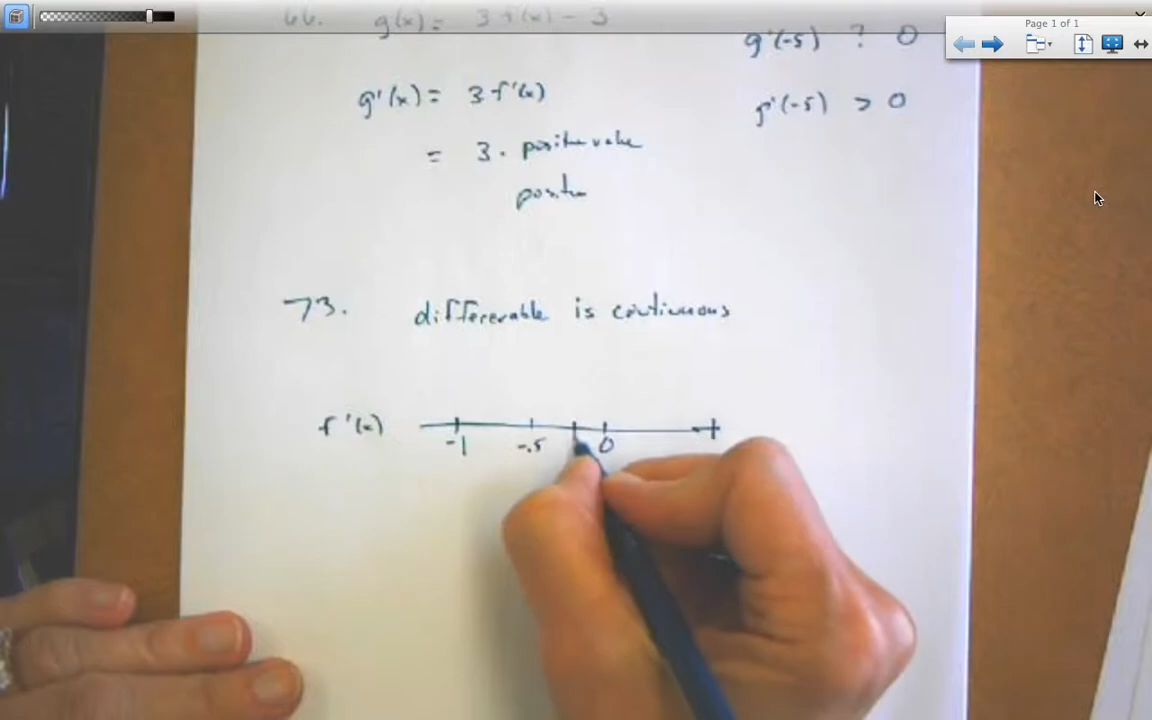 66. g(x) = 3 f(x) - 3
Page 1 of 1
g'(-5) ? 0
g'(x) = 3 f'(x)
g'(-5) > 0
= 3 . positive value
positive
73. differerable is continuous
f'(x)
-1 -.5 0